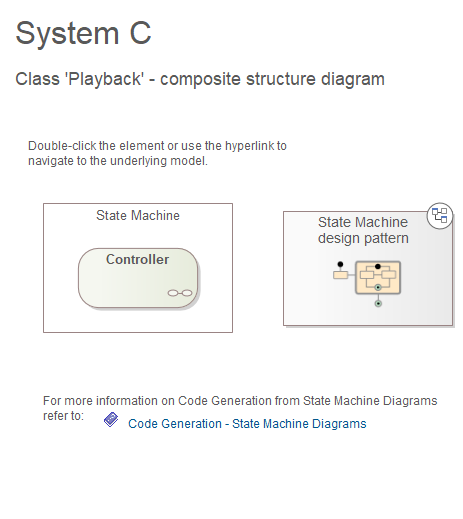 System C
Class 'Playback' - composite structure diagram
Double-click the element or use the hyperlink to
navigate to the underlying model.
State Machine
Controller
State Machine
design pattern
For more information on Code Generation from State Machine Diagrams
refer to:
Code Generation - State Machine Diagrams